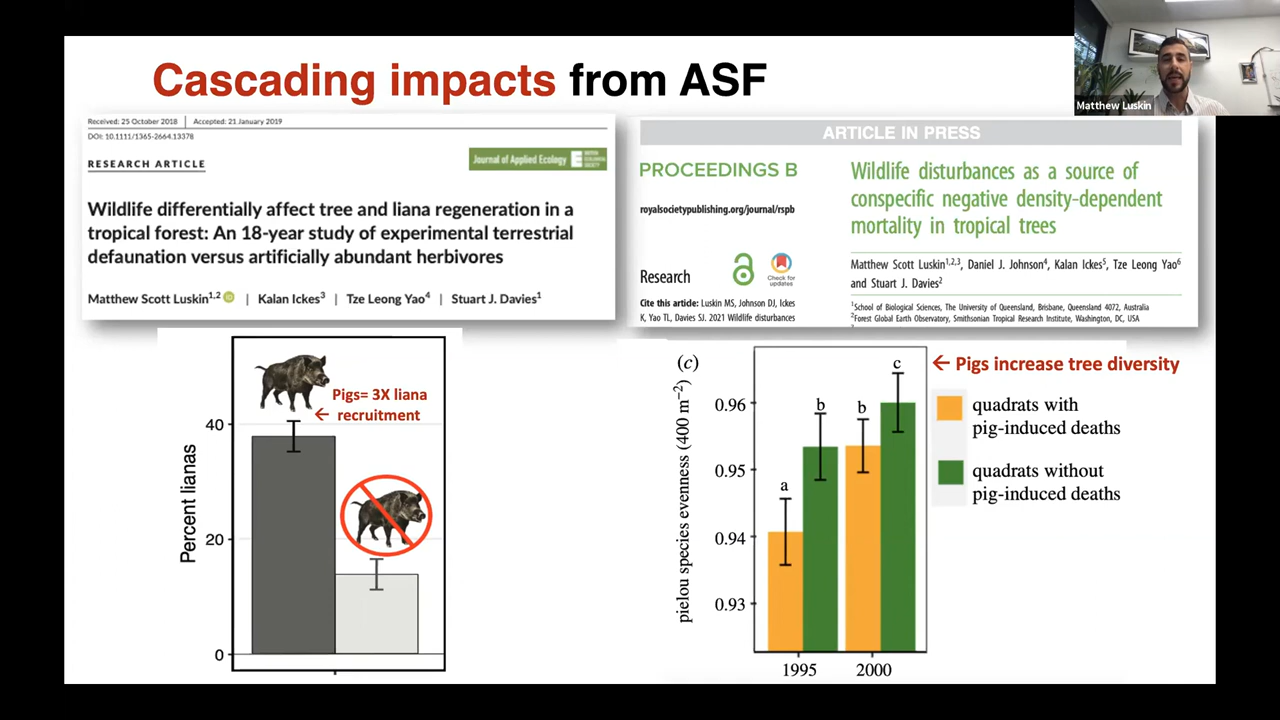 Cascading impacts from ASF
Matthew Luskin
Received: 25 October 2018 | Accepted: 21 January 2019
DOI: 10.1111/1365-2664.13378
RESEARCH ARTICLE
Journal of Applied Ecology
BRITISH
ECOLOGICAL
SOCIETY
Wildlife differentially affect tree and liana regeneration in a
tropical forest: An 18-year study of experimental terrestrial
defaunation versus artificially abundant herbivores
Matthew Scott Luskin1,2 | Kalan Ickes3 | Tze Leong Yao4 | Stuart J. Davies1
ARTICLE IN PRESS
PROCEEDINGS B
royalsocietypublishing.org/journal/rspb
Research
Check for
updates
Cite this article: Luskin MS, Johnson DJ, Ickes
K, Yao TL, Davies SJ. 2021 Wildlife disturbances
Wildlife disturbances as a source of
conspecific negative density-dependent
mortality in tropical trees
Matthew Scott Luskin1,2,3, Daniel J. Johnson4, Kalan Ickes5, Tze Leong Yao6
and Stuart J. Davies2
1School of Biological Sciences, The University of Queensland, Brisbane, Queensland 4072, Australia
2Forest Global Earth Observatory, Smithsonian Tropical Research Institute, Washington, DC, USA
Pigs= 3X liana
← recruitment
Percent lianas
40
20
0
(c)
pielou species evenness (400 m−2)
0.96
0.95
0.94
0.93
a
b
b
c
1995
2000
← Pigs increase tree diversity
quadrats with
pig-induced deaths
quadrats without
pig-induced deaths